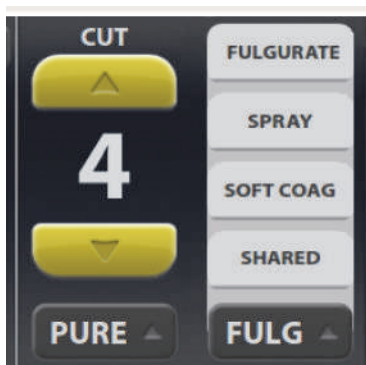 CUT
4
PURE
FULGURATE
SPRAY
SOFT COAG
SHARED
FULG